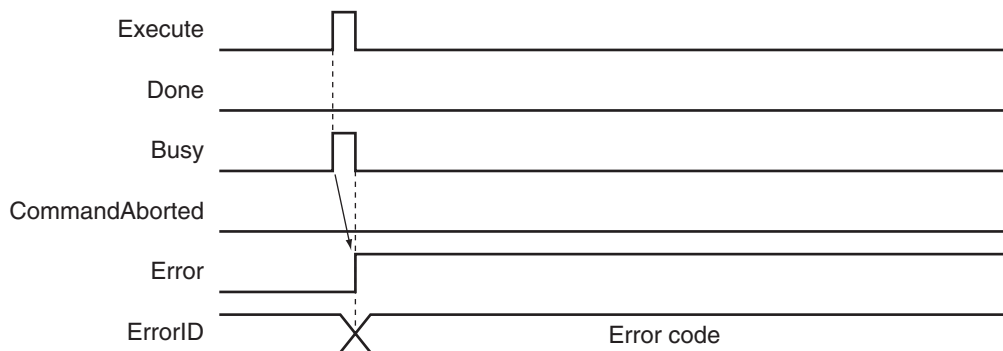 Execute
Done
Busy
CommandAborted
Error
ErrorID
Error code